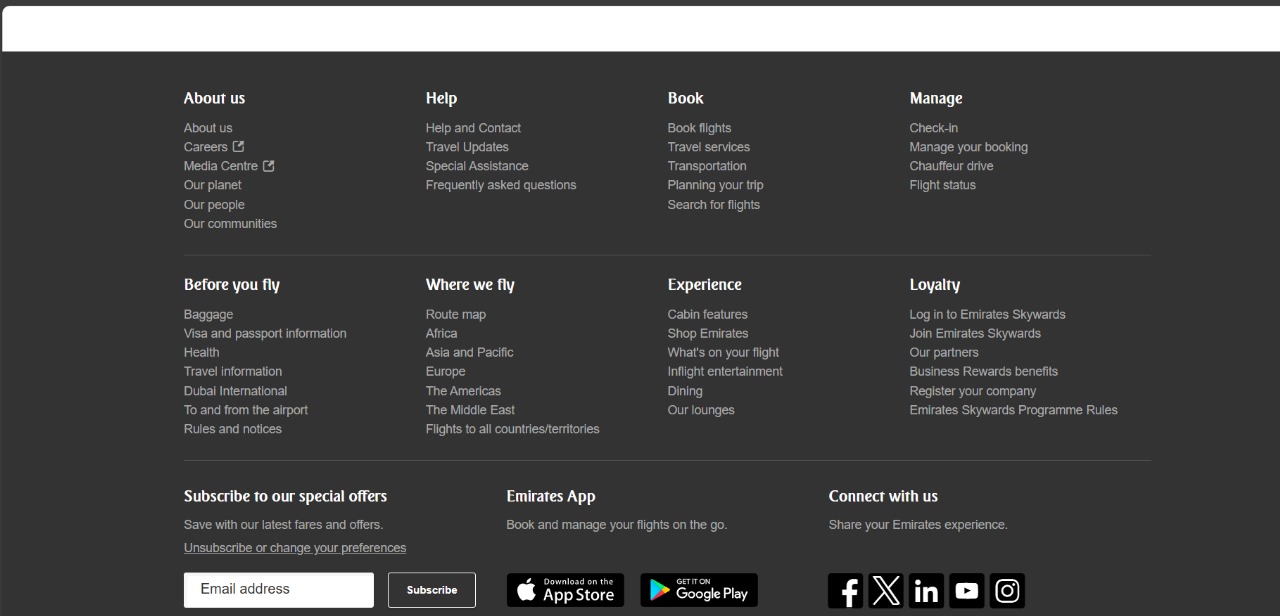 About us
About us
Careers
Media Centre
Our planet
Our people
Our communities
Help
Help and Contact
Travel Updates
Special Assistance
Frequently asked questions
Book
Book flights
Travel services
Transportation
Planning your trip
Search for flights
Manage
Check-in
Manage your booking
Chauffeur drive
Flight status
Before you fly
Baggage
Visa and passport information
Health
Travel information
Dubai International
To and from the airport
Rules and notices
Where we fly
Route map
Africa
Asia and Pacific
Europe
The Americas
The Middle East
Flights to all countries/territories
Experience
Cabin features
Shop Emirates
What's on your flight
Inflight entertainment
Dining
Our lounges
Loyalty
Log in to Emirates Skywards
Join Emirates Skywards
Our partners
Business Rewards benefits
Register your company
Emirates Skywards Programme Rules
Subscribe to our special offers
Save with our latest fares and offers.
Unsubscribe or change your preferences
Email address
Subscribe
Emirates App
Book and manage your flights on the go.
Download on the
App Store
GET IT ON
Google Play
Connect with us
Share your Emirates experience.